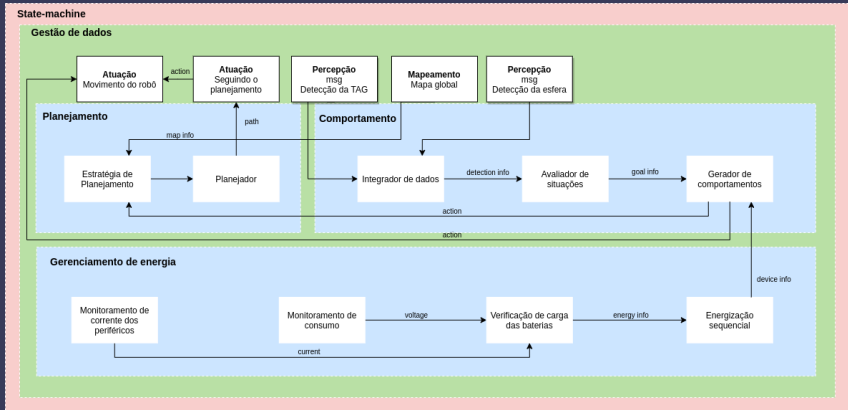 State-machine
Gestão de dados
Atuação
Movimento do robô
action
Atuação
Seguindo o
planejamento
Percepção
msg
Detecção da TAG
Mapeamento
Mapa global
Percepção
msg
Detecção da esfera
Planejamento
path
map info
Comportamento
Estratégia de
Planejamento
Planejador
Integrador de dados
detection info
Avaliador de
situações
goal info
Gerador de
comportamentos
action
action
Gerenciamento de energia
device info
Monitoramento de
corrente dos
periféricos
Monitoramento de
consumo
voltage
Verificação de carga
das baterias
energy info
Energização
sequencial
current